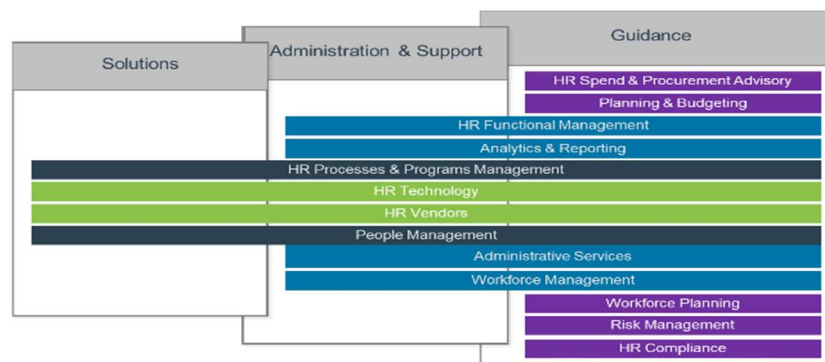 Solutions
Administration & Support
Guidance
HR Spend & Procurement Advisory
Planning & Budgeting
HR Functional Management
Analytics & Reporting
HR Processes & Programs Management
HR Technology
HR Vendors
People Management
Administrative Services
Workforce Management
Workforce Planning
Risk Management
HR Compliance